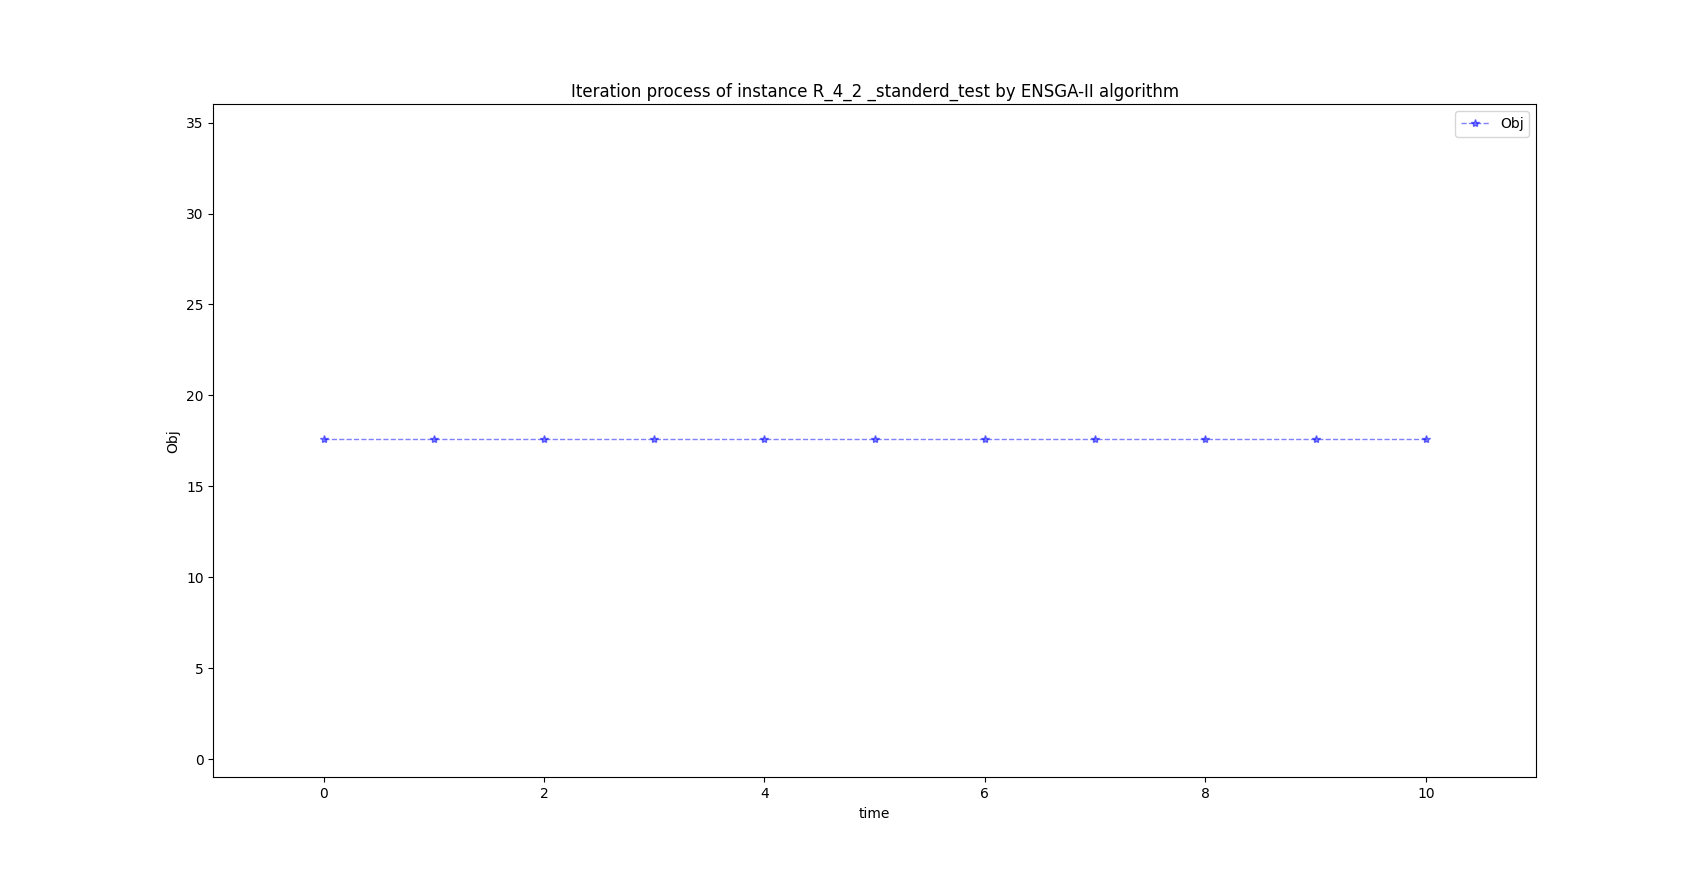 Iteration process of instance R_4_2 _standerd_test by ENSGA-II algorithm
Obj
35
30
25
20
15
10
5
0
Obj
0 2 4 6 8 10
time